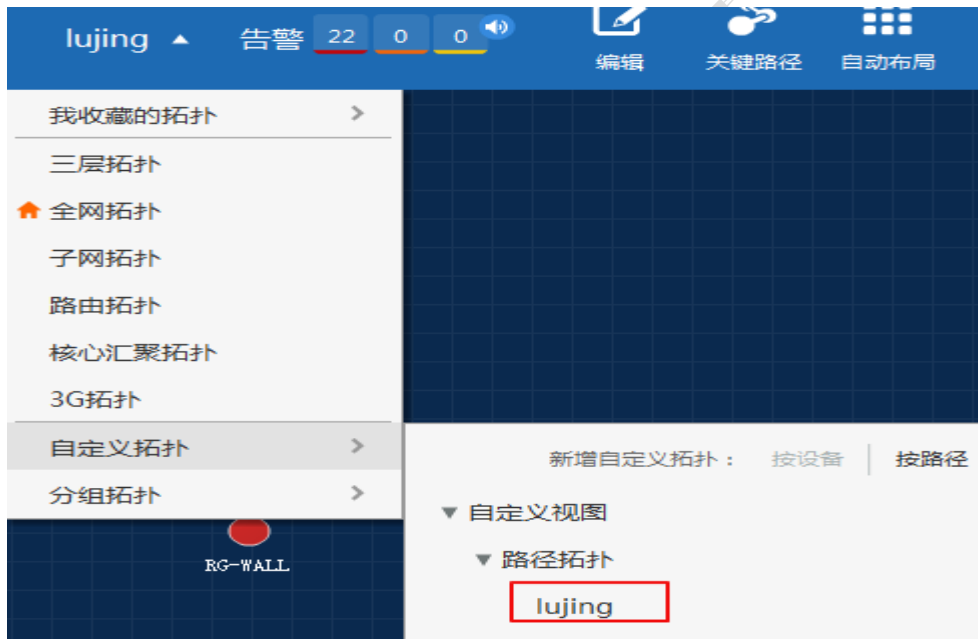 lujing 告警 22 0 0
编辑 关键路径 自动布局
我收藏的拓扑
三层拓扑
全网拓扑
子网拓扑
路由拓扑
核心汇聚拓扑
3G拓扑
自定义拓扑
分组拓扑
新增自定义拓扑： 按设备 按路径
自定义视图
路径拓扑
lujing
RG-WALL